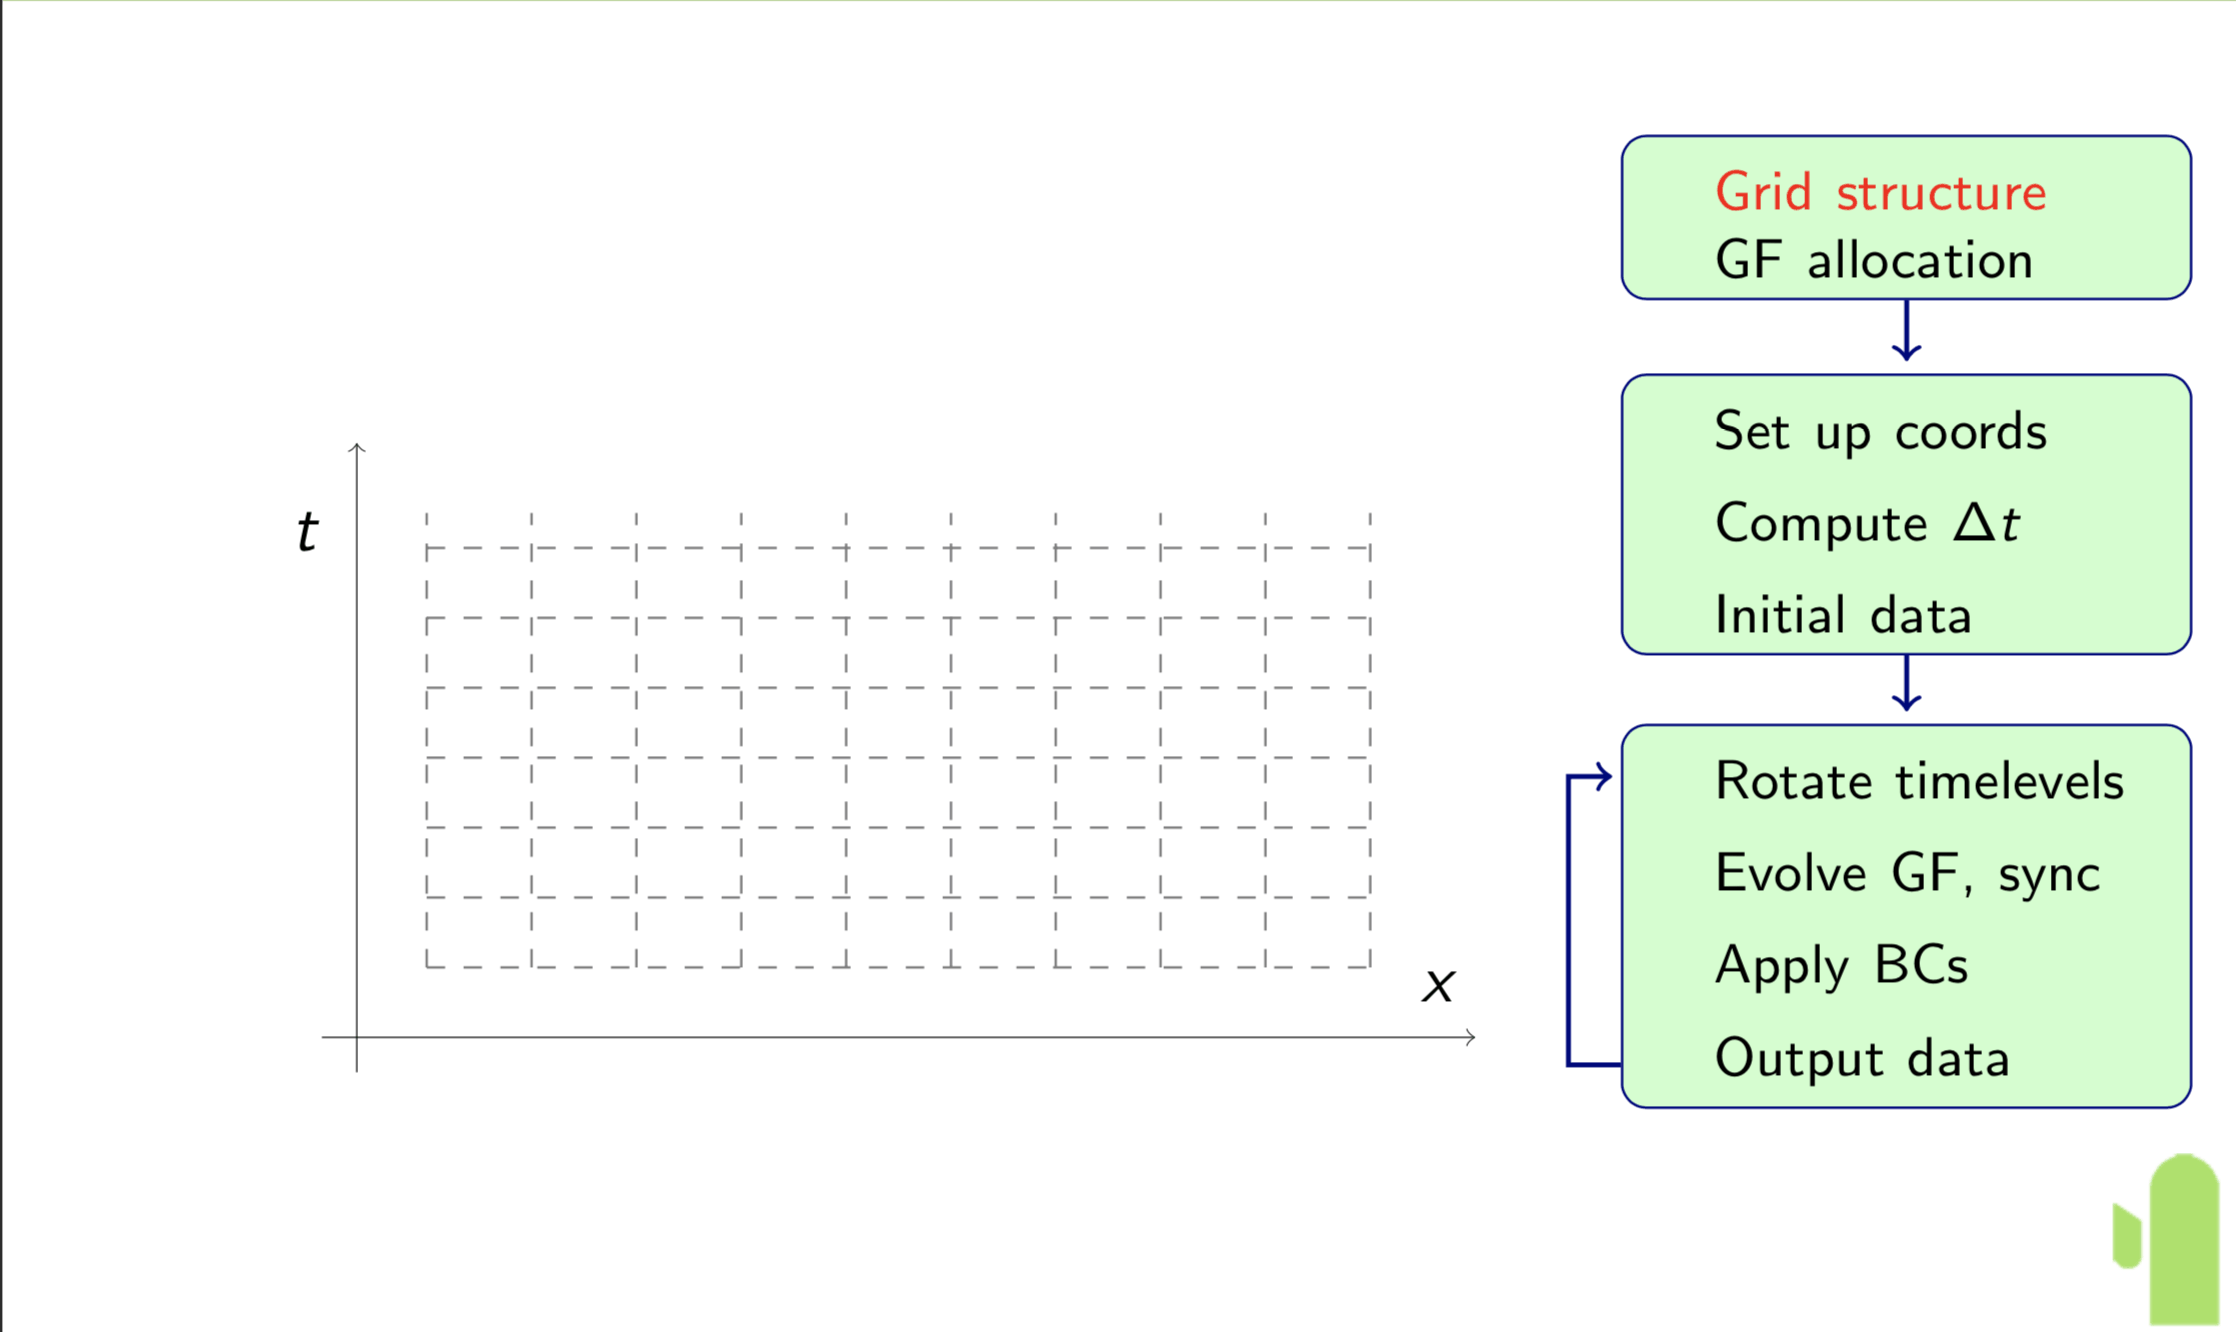 t
x
Grid structure
GF allocation
Set up coords
Compute Δt
Initial data
Rotate timelevels
Evolve GF, sync
Apply BCs
Output data